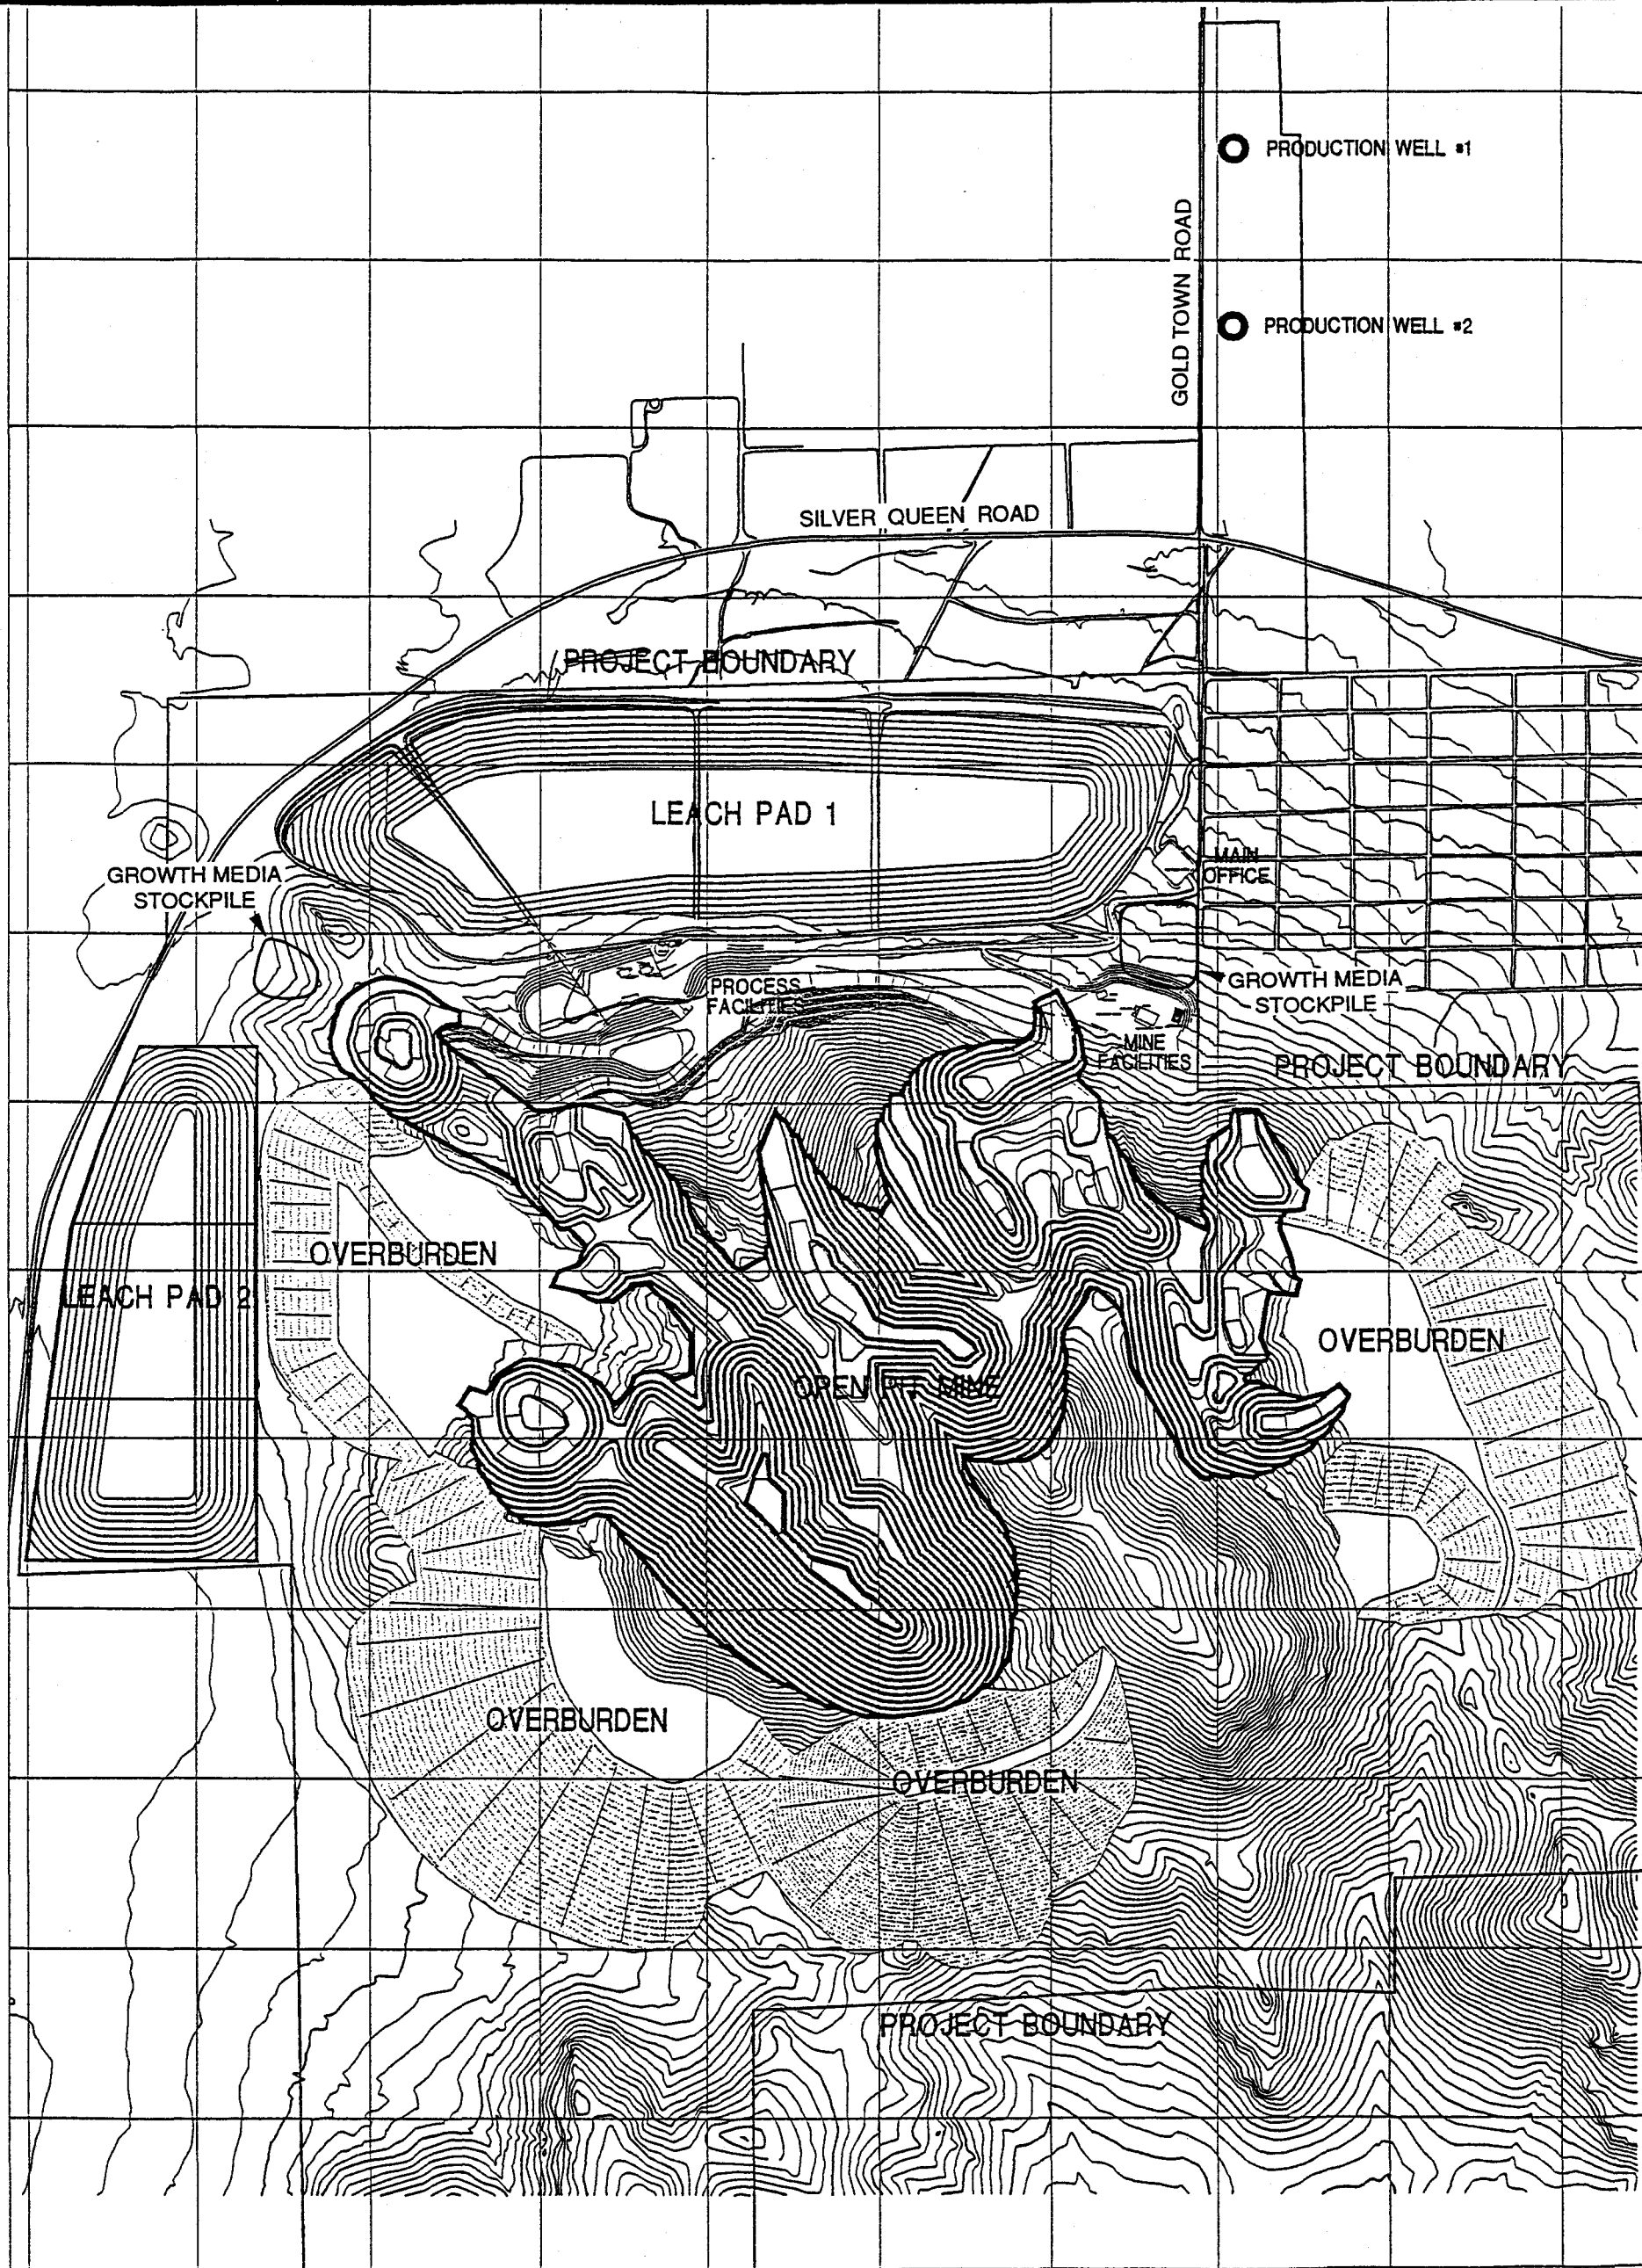 PRODUCTION WELL #1
GOLD TOWN ROAD
PRODUCTION WELL #2
SILVER QUEEN ROAD
PROJECT BOUNDARY
LEACH PAD 1
MAIN
OFFICE
GROWTH MEDIA
STOCKPILE
PROCESS
FACILITIES
GROWTH MEDIA
STOCKPILE
MINE
FACILITIES
PROJECT BOUNDARY
OVERBURDEN
LEACH PAD 2
OVERBURDEN
OPEN PIT MINE
OVERBURDEN
OVERBURDEN
PROJECT BOUNDARY